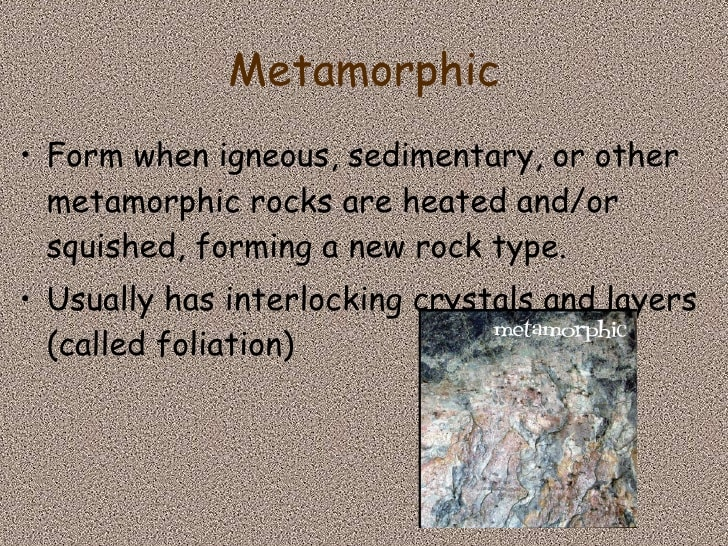 Metamorphic
• Form when igneous, sedimentary, or other
metamorphic rocks are heated and/or
squished, forming a new rock type.
• Usually has interlocking crystals and layers
(called foliation)
metamorphic